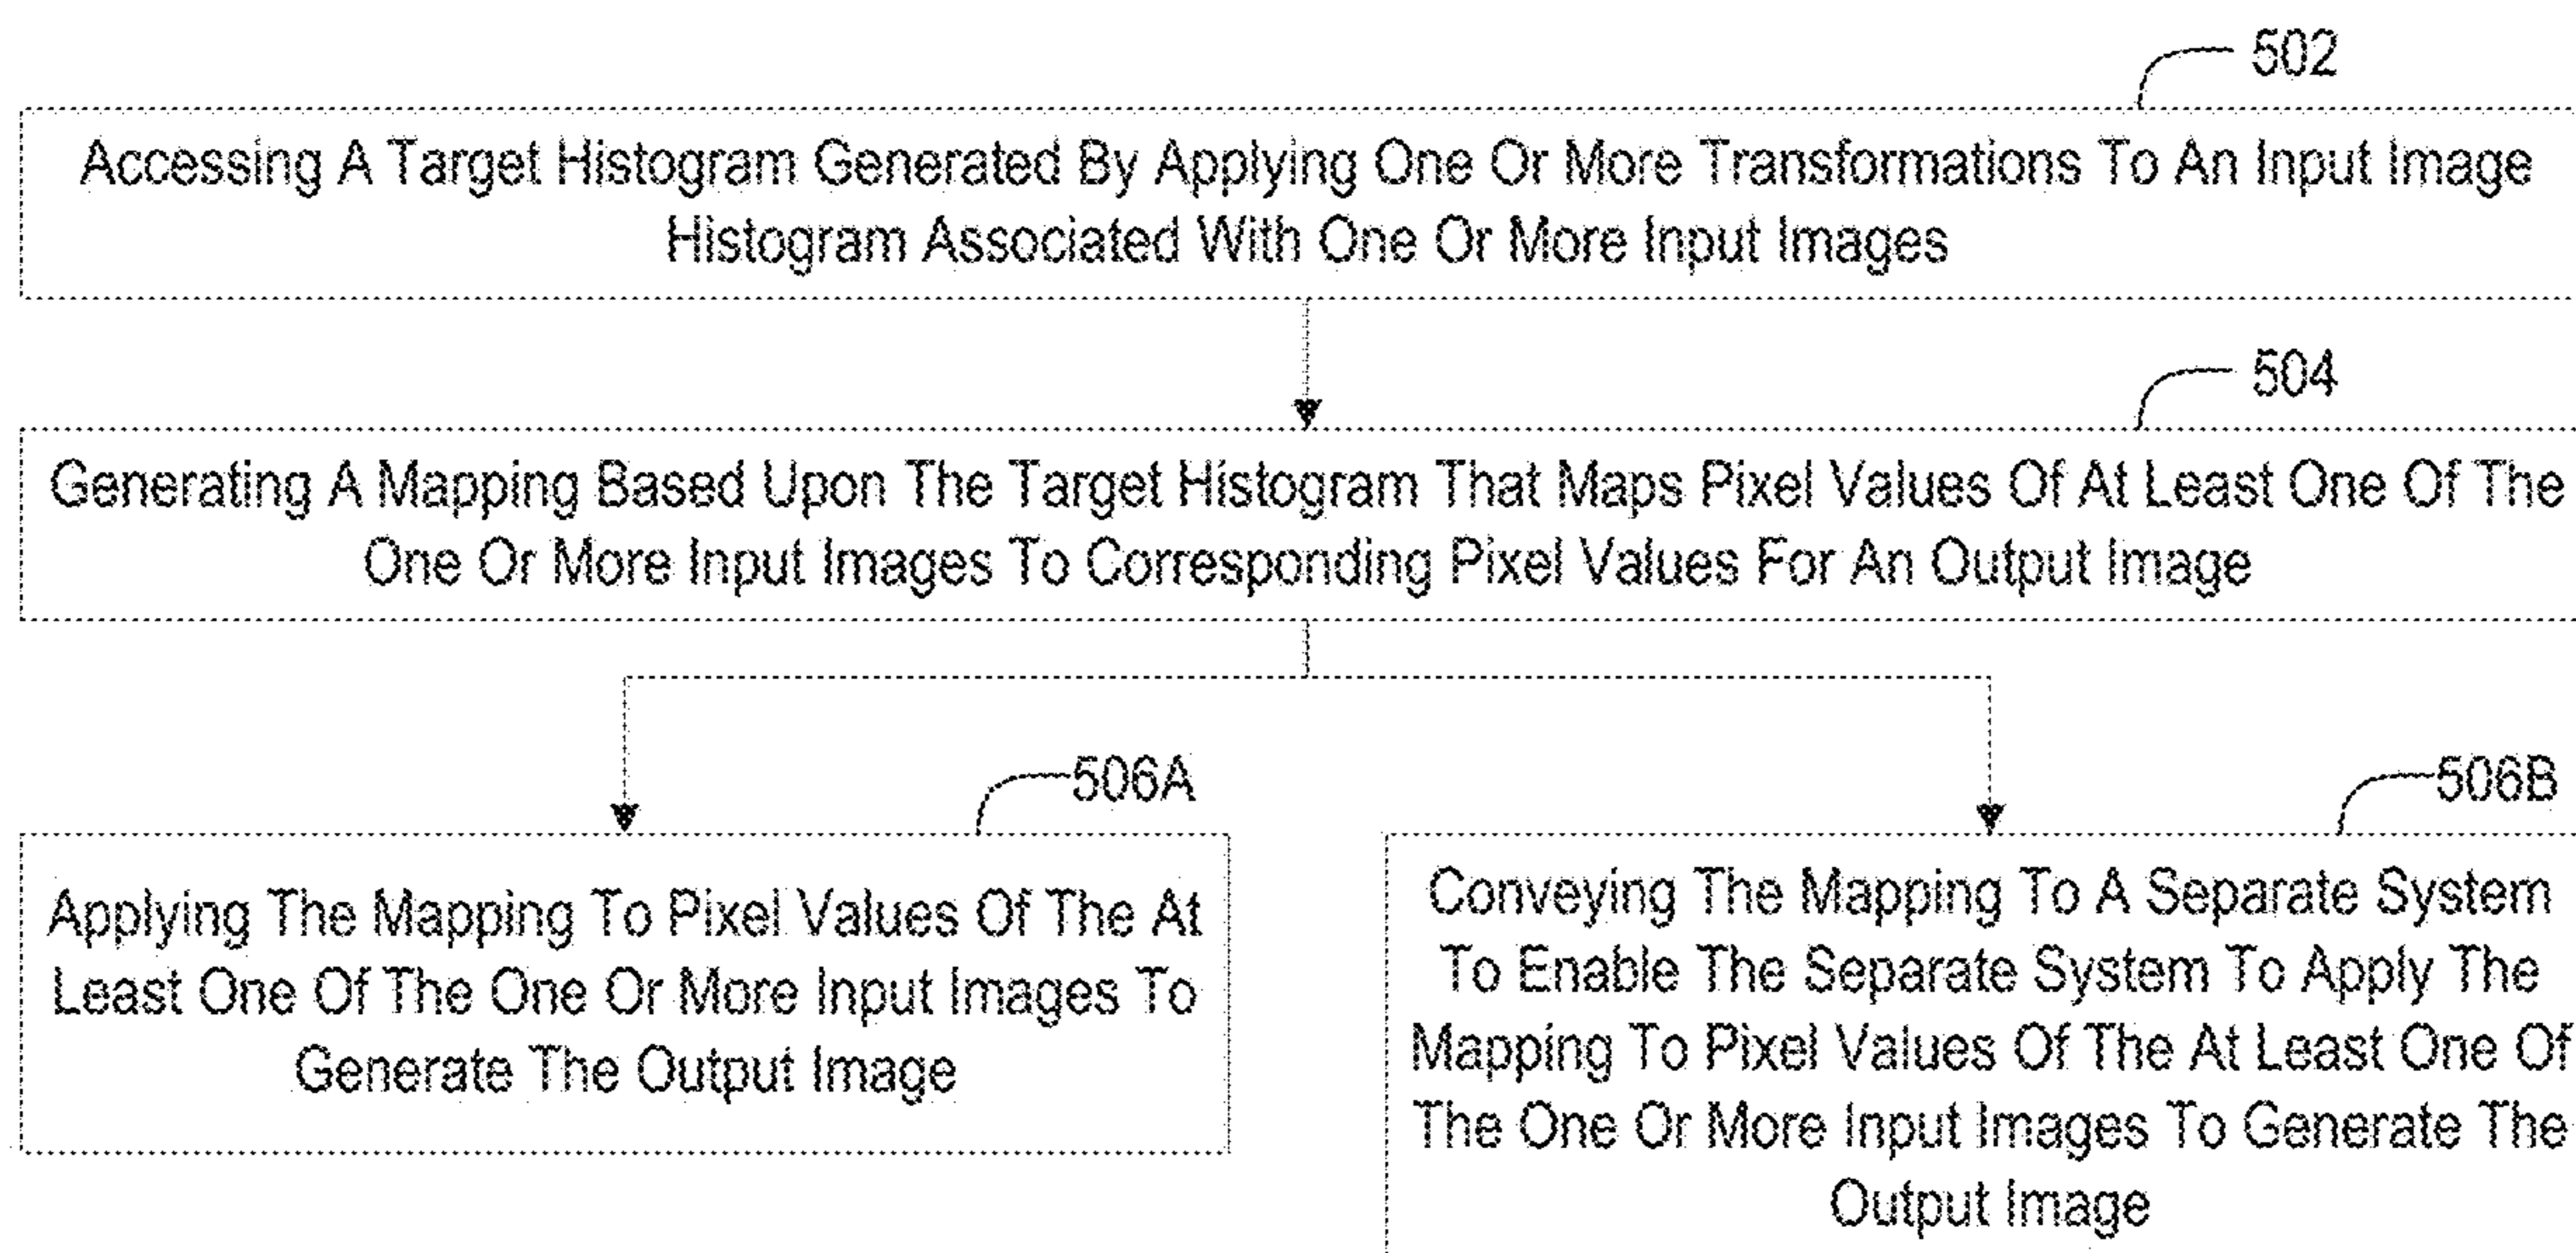 502
Accessing A Target Histogram Generated By Applying One Or More Transformations To An Input Image
Histogram Associated With One Or More Input Images
504
Generating A Mapping Based Upon The Target Histogram That Maps Pixel Values Of At Least One Of The
One Or More Input Images To Corresponding Pixel Values For An Output Image
506A
Applying The Mapping To Pixel Values Of The At
Least One Of The One Or More Input Images To
Generate The Output Image
506B
Conveying The Mapping To A Separate System
To Enable The Separate System To Apply The
Mapping To Pixel Values Of The At Least One Of
The One Or More Input Images To Generate The
Output Image